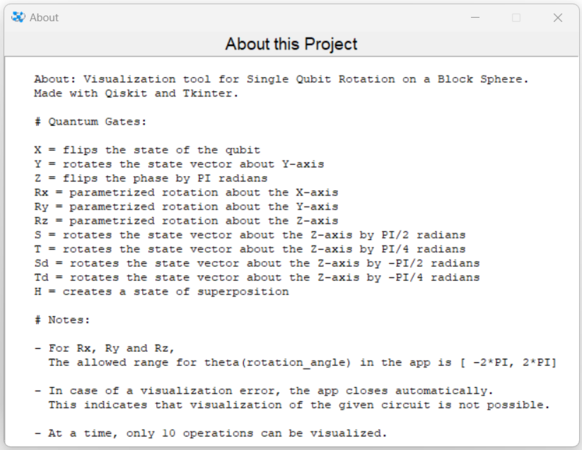 About
About this Project
About: Visualization tool for Single Qubit Rotation on a Block Sphere.
Made with Qiskit and Tkinter.
# Quantum Gates:
X = flips the state of the qubit
Y = rotates the state vector about Y-axis
Z = flips the phase by PI radians
Rx = parametrized rotation about the X-axis
Ry = parametrized rotation about the Y-axis
Rz = parametrized rotation about the Z-axis
S = rotates the state vector about the Z-axis by PI/2 radians
T = rotates the state vector about the Z-axis by PI/4 radians
Sd = rotates the state vector about the Z-axis by -PI/2 radians
Td = rotates the state vector about the Z-axis by -PI/4 radians
H = creates a state of superposition
# Notes:
- For Rx, Ry and Rz,
The allowed range for theta(rotation_angle) in the app is [ -2*PI, 2*PI]
- In case of a visualization error, the app closes automatically.
This indicates that visualization of the given circuit is not possible.
- At a time, only 10 operations can be visualized.